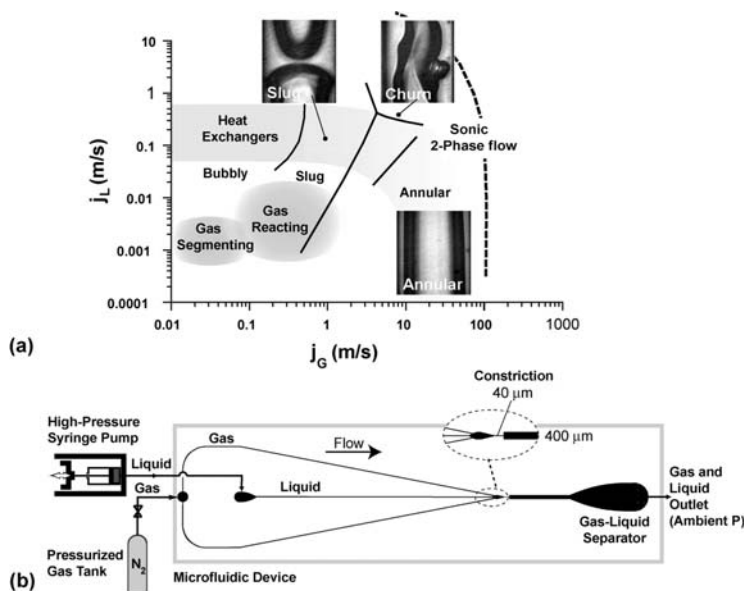 10
1
0.1
0.01
0.001
0.0001
j_L (m/s)
Slug
Churn
Heat
Exchangers
Sonic
2-Phase flow
Bubbly
Slug
Annular
Gas
Reacting
Gas
Segmenting
Annular
0.01
0.1
1
10
100
1000
(a)
j_G (m/s)
Constriction
40 μm
400 μm
High-Pressure
Syringe Pump
Gas
Flow
Liquid
Gas
Liquid
Gas and
Liquid
Outlet
(Ambient P)
Gas-Liquid
Separator
Pressurized
Gas Tank
N₂
Microfluidic Device
(b)